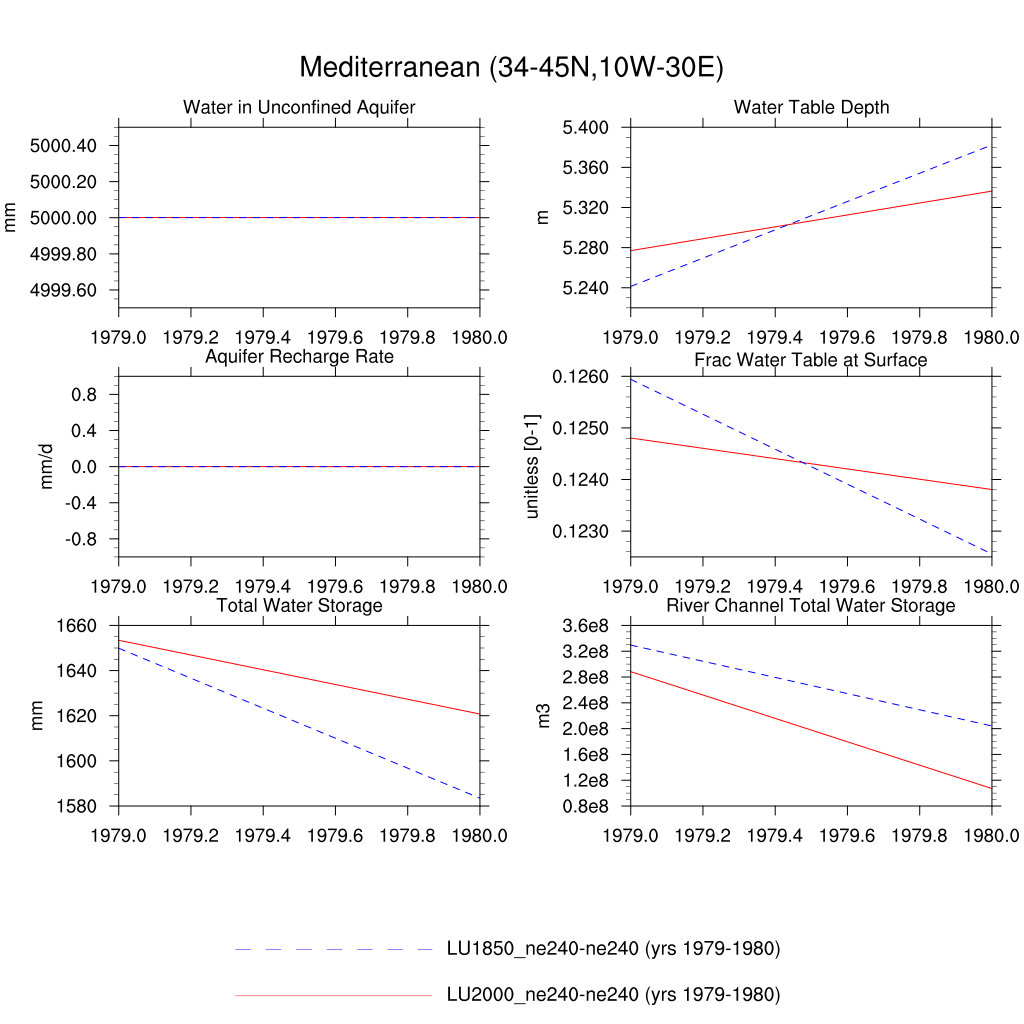 Mediterranean (34-45N,10W-30E)
Water in Unconfined Aquifer
mm
5000.40
5000.20
5000.00
4999.80
4999.60
1979.0 1979.2 1979.4 1979.6 1979.8 1980.0
Water Table Depth
m
5.400
5.360
5.320
5.280
5.240
1979.0 1979.2 1979.4 1979.6 1979.8 1980.0
Aquifer Recharge Rate
mm/d
0.8
0.4
0.0
-0.4
-0.8
1979.0 1979.2 1979.4 1979.6 1979.8 1980.0
Frac Water Table at Surface
unitless [0-1]
0.1260
0.1250
0.1240
0.1230
1979.0 1979.2 1979.4 1979.6 1979.8 1980.0
Total Water Storage
mm
1660
1640
1620
1600
1580
1979.0 1979.2 1979.4 1979.6 1979.8 1980.0
River Channel Total Water Storage
m3
3.6e8
3.2e8
2.8e8
2.4e8
2.0e8
1.6e8
1.2e8
0.8e8
1979.0 1979.2 1979.4 1979.6 1979.8 1980.0
LU1850_ne240-ne240 (yrs 1979-1980)
LU2000_ne240-ne240 (yrs 1979-1980)